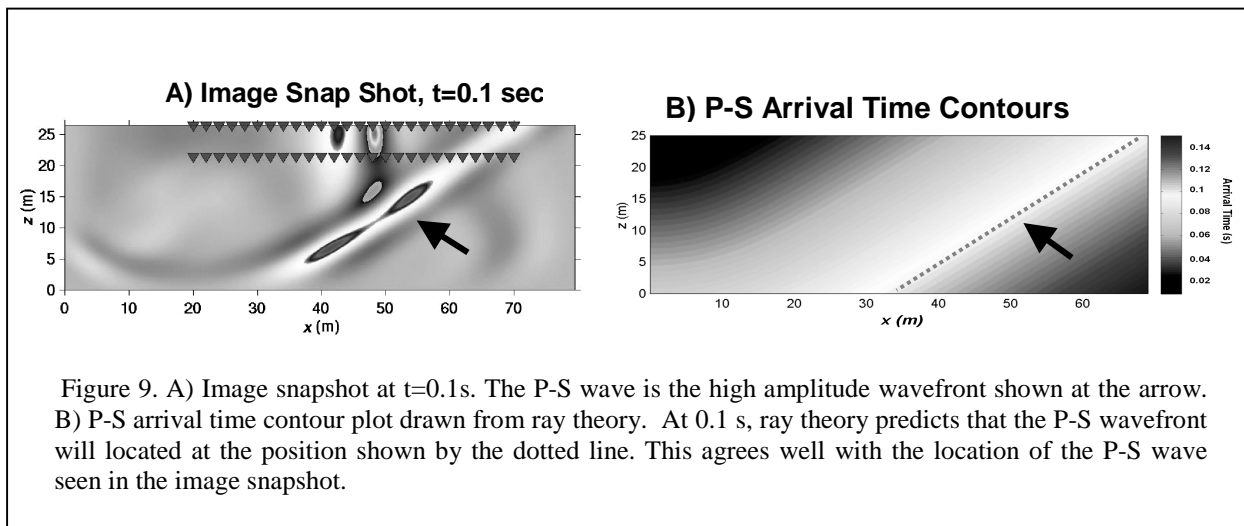 A) Image Snap Shot, t=0.1 sec
25
20
15
10
5
0
z (m)
0 10 20 30 40 50 60 70
x (m)
B) P-S Arrival Time Contours
25
20
15
10
5
0
z (m)
10 20 30 40 50 60
x (m)
0.14
0.12
0.1
0.08
0.06
0.04
0.02
Arrival Time (s)
Figure 9. A) Image snapshot at t=0.1s. The P-S wave is the high amplitude wavefront shown at the arrow.
B) P-S arrival time contour plot drawn from ray theory. At 0.1 s, ray theory predicts that the P-S wavefront
will located at the position shown by the dotted line. This agrees well with the location of the P-S wave
seen in the image snapshot.